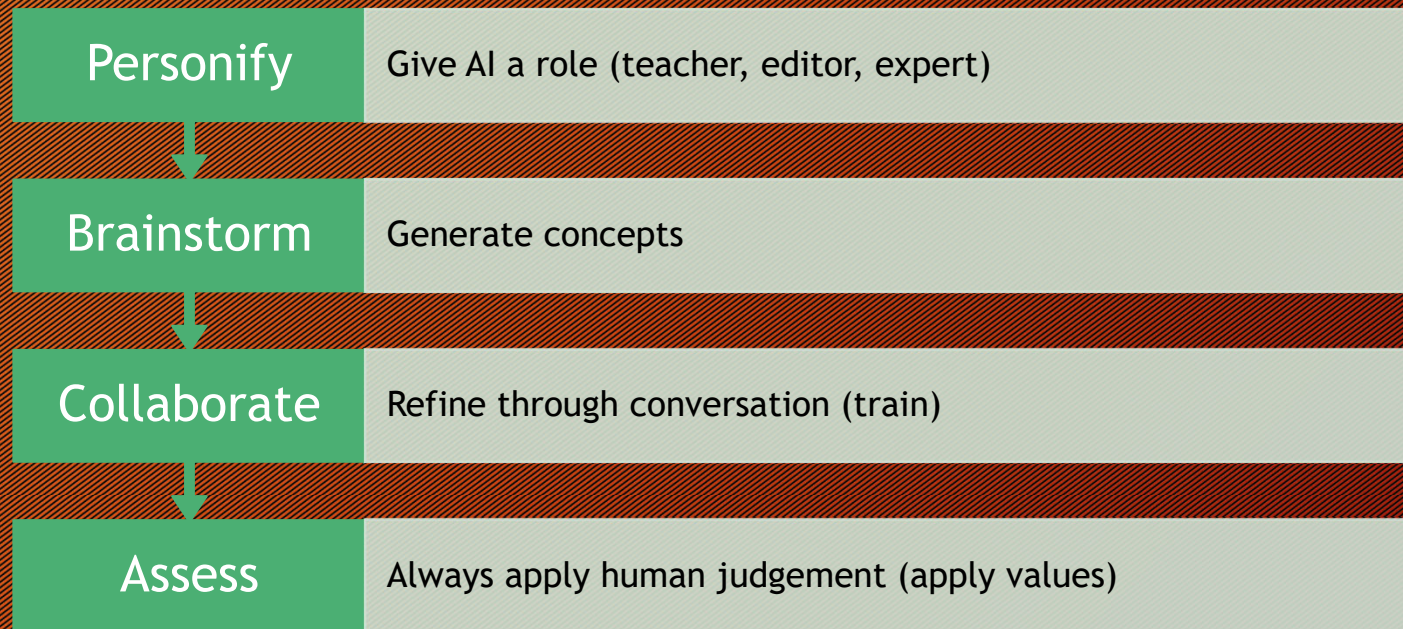 Personify
Give AI a role (teacher, editor, expert)
Brainstorm
Generate concepts
Collaborate
Refine through conversation (train)
Assess
Always apply human judgement (apply values)